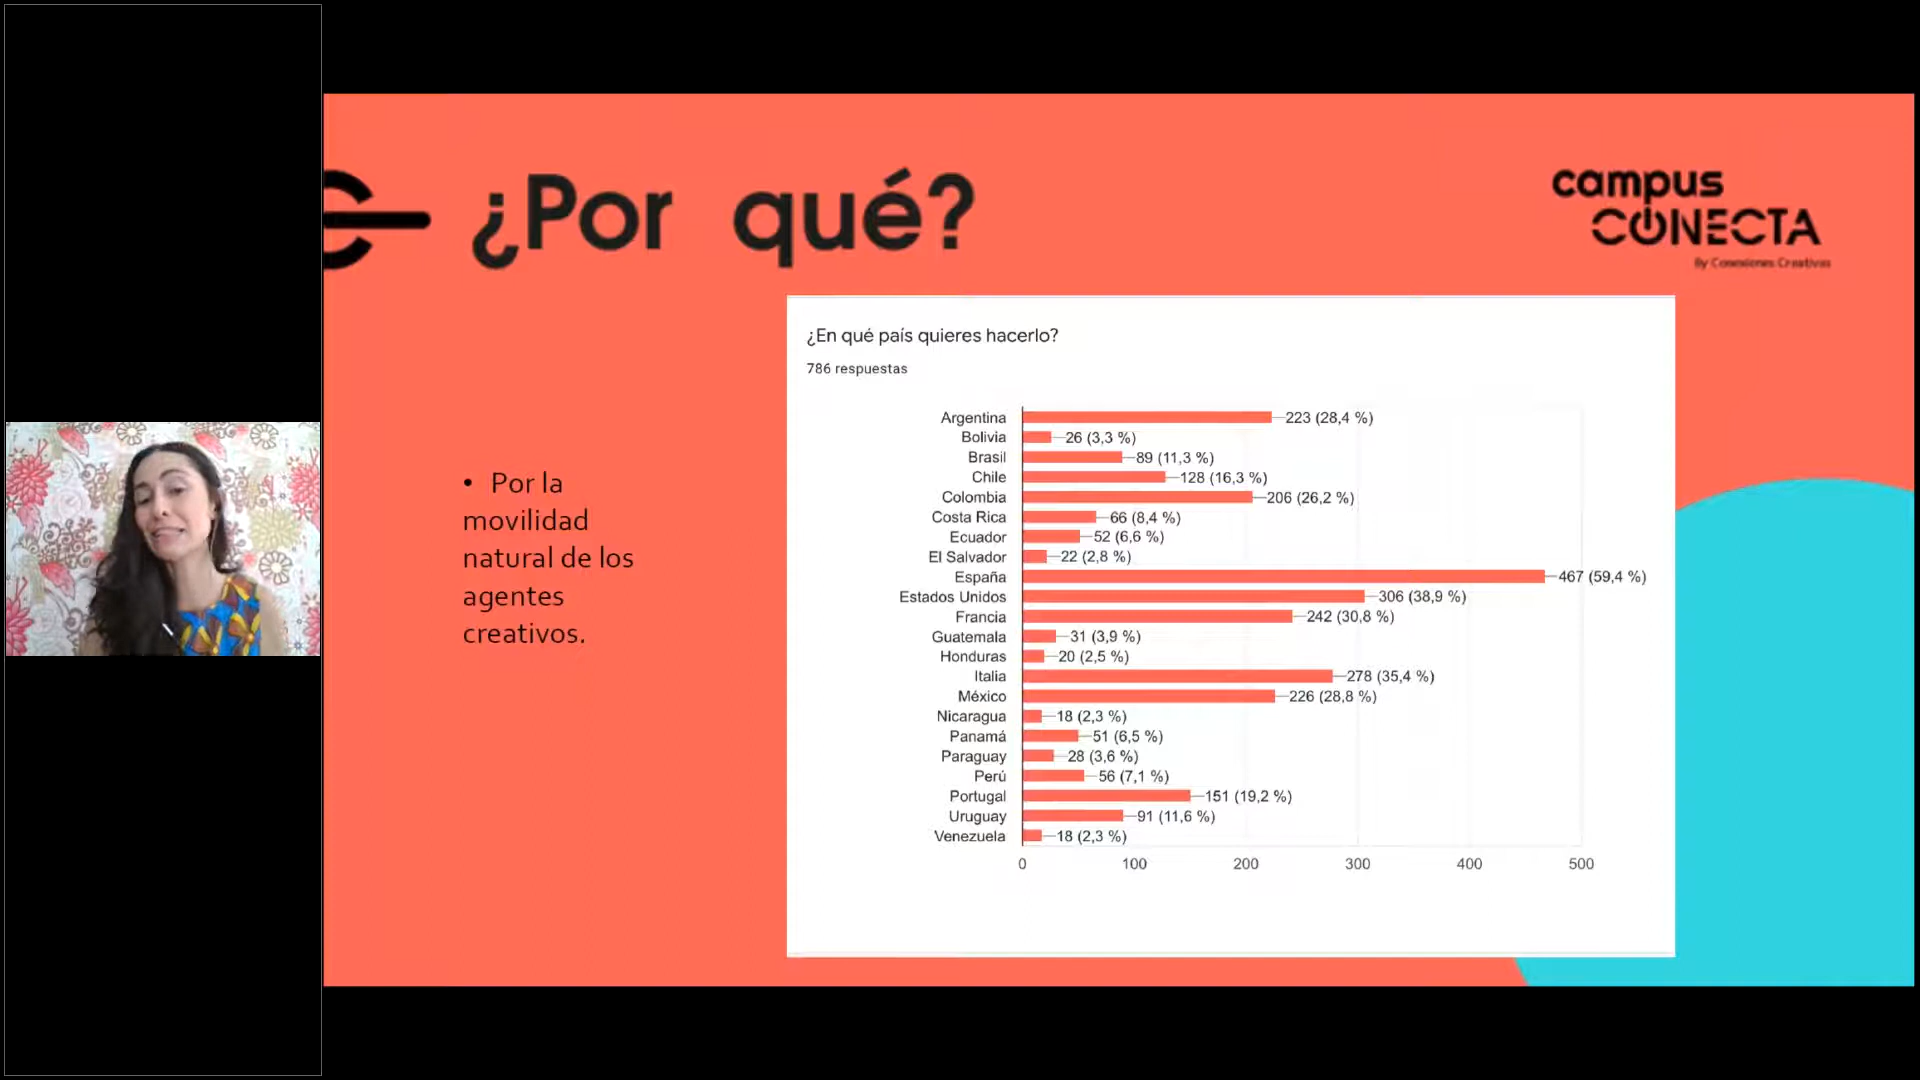 ¿Por qué?
campus
CONECTA
By Conexiones Creativas
• Por la
movilidad
natural de los
agentes
creativos.
¿En qué país quieres hacerlo?
786 respuestas
Argentina 223 (28,4 %)
Bolivia 26 (3,3 %)
Brasil 89 (11,3 %)
Chile 128 (16,3 %)
Colombia 206 (26,2 %)
Costa Rica 66 (8,4 %)
Ecuador 52 (6,6 %)
El Salvador 22 (2,8 %)
España 467 (59,4 %)
Estados Unidos 306 (38,9 %)
Francia 242 (30,8 %)
Guatemala 31 (3,9 %)
Honduras 20 (2,5 %)
Italia 278 (35,4 %)
México 226 (28,8 %)
Nicaragua 18 (2,3 %)
Panamá 51 (6,5 %)
Paraguay 28 (3,6 %)
Perú 56 (7,1 %)
Portugal 151 (19,2 %)
Uruguay 91 (11,6 %)
Venezuela 18 (2,3 %)
0 100 200 300 400 500